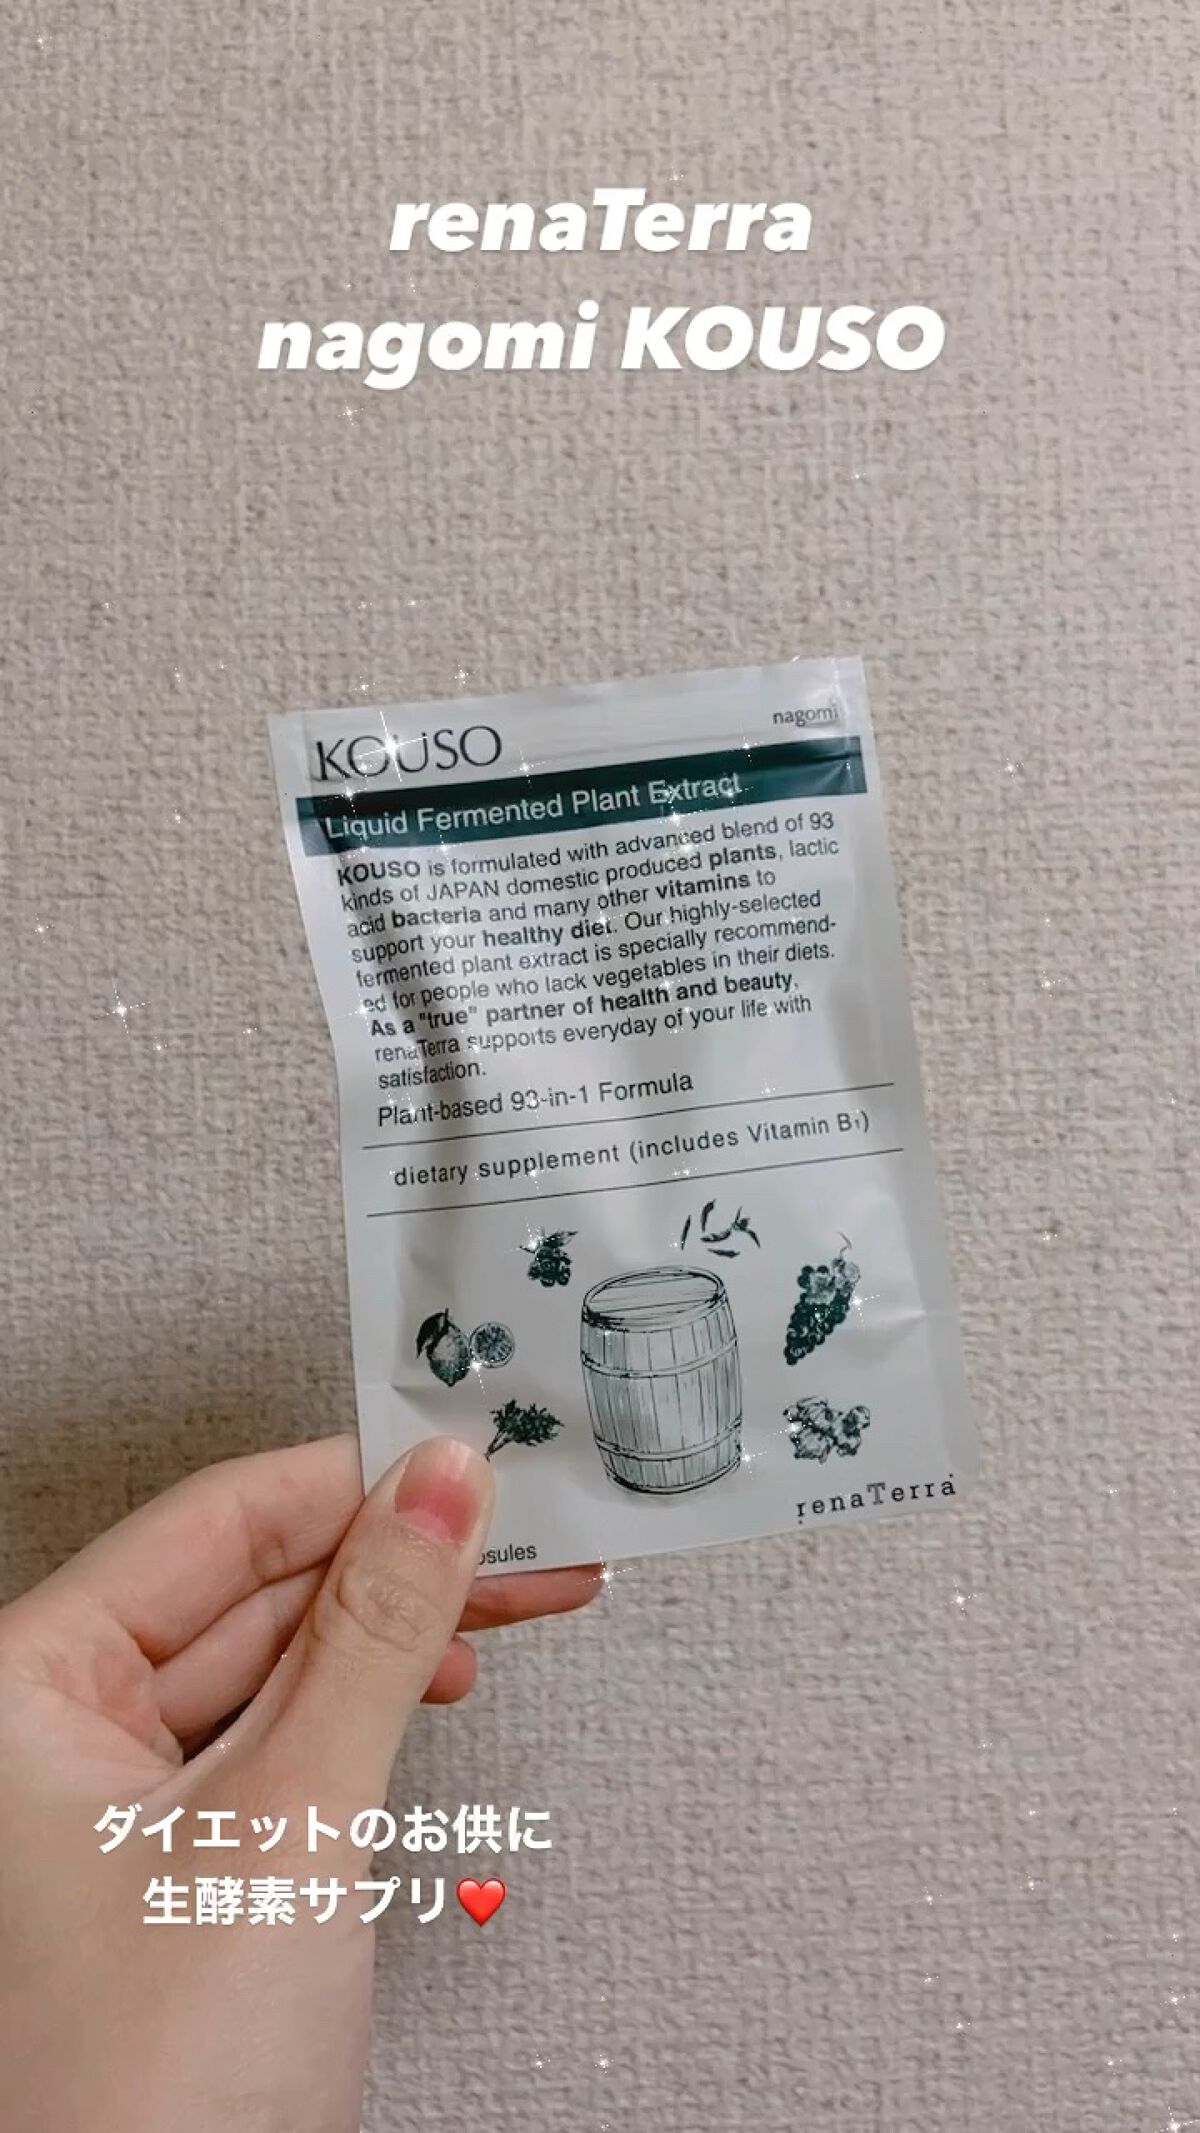 renaTerra
nagomi KOUSO
KOUSO
nagomi
Liquid Fermented Plant Extract
KOUSO is formulated with advanced blend of 93
kinds of JAPAN domestic produced plants, lactic
acid bacteria and many other vitamins to
support your healthy diet. Our highly-selected
fermented plant extract is specially recommend-
ed for people who lack vegetables in their diets.
As a "true" partner of health and beauty,
renaTerra supports everyday of your life with
satisfaction.
Plant-based 93-in-1 Formula
dietary supplement (includes Vitamin B₁)
renaTerra
ダイエットのお供に
生酵素サプリ❤️